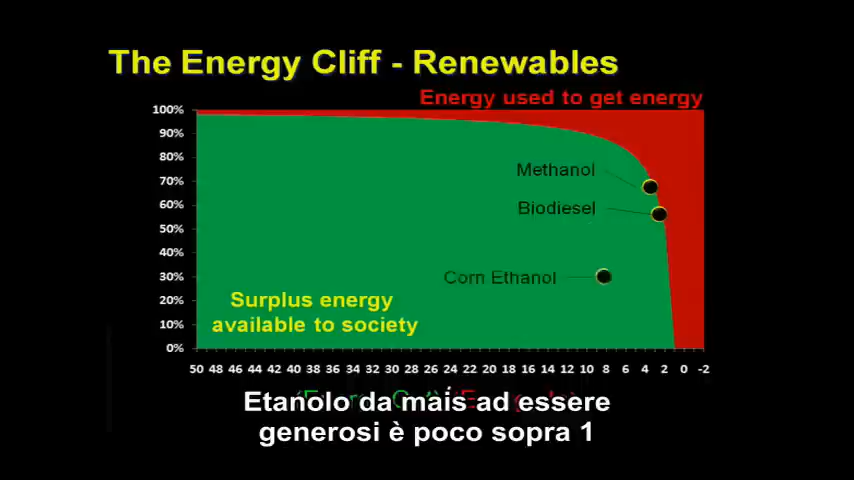 The Energy Cliff - Renewables
Energy used to get energy
100%
90%
80%
70%
60%
50%
40%
30%
20%
10%
0%
Methanol
Biodiesel
Corn Ethanol
Surplus energy
available to society
50 48 46 44 42 40 38 36 34 32 30 28 26 24 22 20 18 16 14 12 10 8 6 4 2 0 -2
Etanolo da maís ad essere
generosi è poco sopra 1